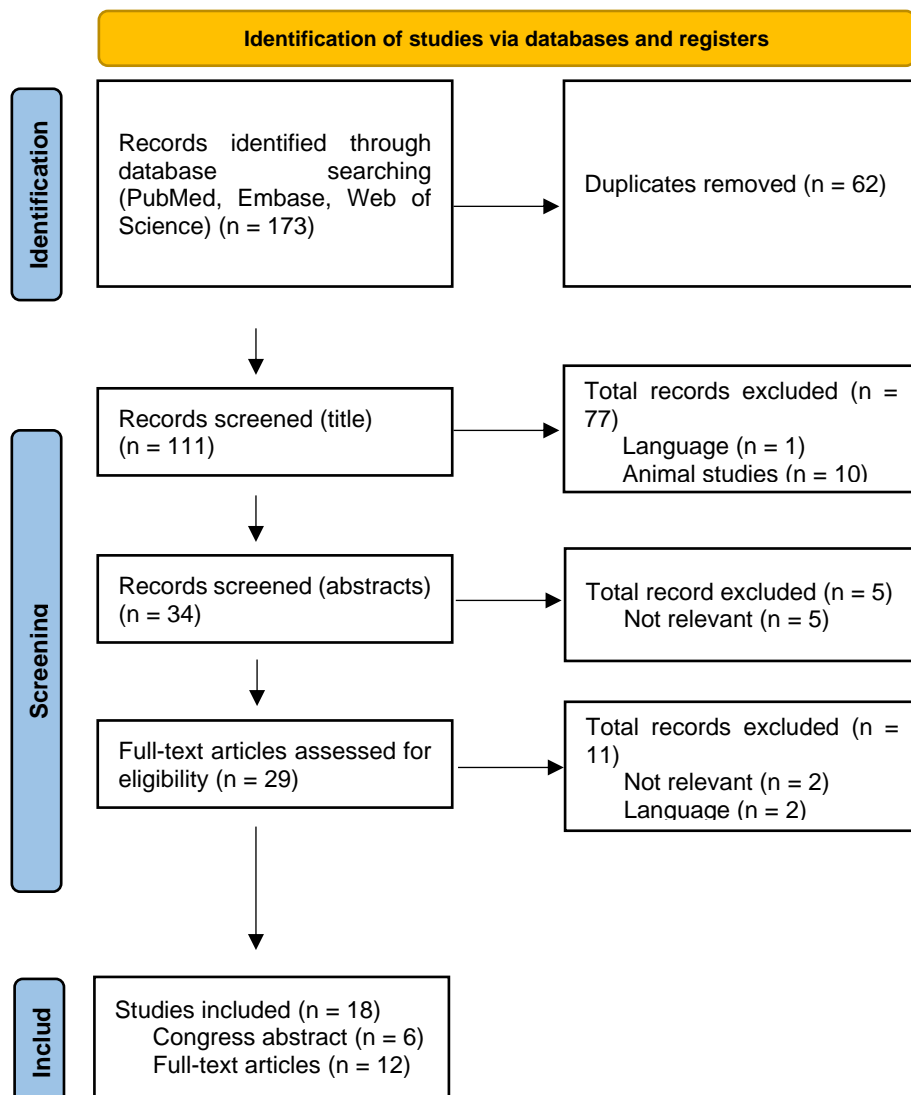 Identification of studies via databases and registers
Identification
Records identified through
database searching
(PubMed, Embase, Web of
Science) (n = 173)
Duplicates removed (n = 62)
Screening
Records screened (title)
(n = 111)
Total records excluded (n =
77)
Language (n = 1)
Animal studies (n = 10)
Records screened (abstracts)
(n = 34)
Total record excluded (n = 5)
Not relevant (n = 5)
Full-text articles assessed for
eligibility (n = 29)
Total records excluded (n =
11)
Not relevant (n = 2)
Language (n = 2)
Includ
Studies included (n = 18)
Congress abstract (n = 6)
Full-text articles (n = 12)